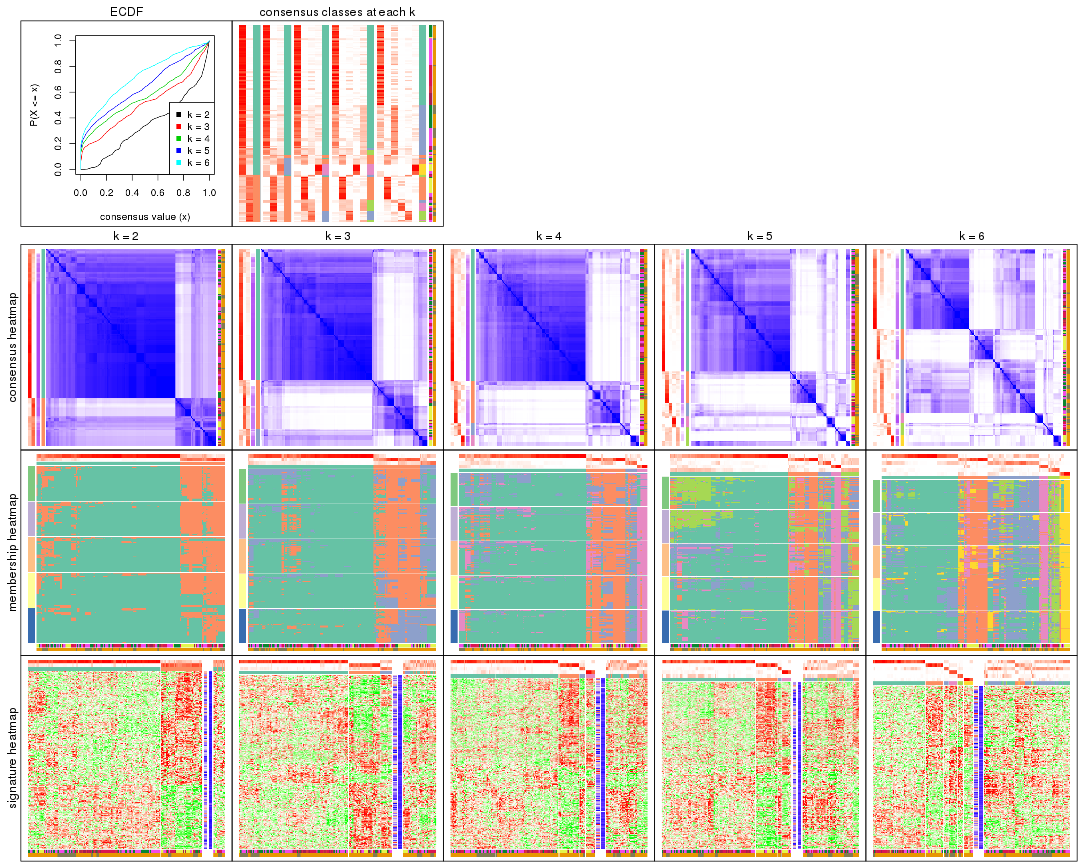 ECDF
consensus classes at each k
P(X <= x)
0.0 0.2 0.4 0.6 0.8 1.0
k = 2
k = 3
k = 4
k = 5
k = 6
0.0 0.2 0.4 0.6 0.8 1.0
consensus value (x)
k = 2
k = 3
k = 4
k = 5
k = 6
consensus heatmap
membership heatmap
signature heatmap